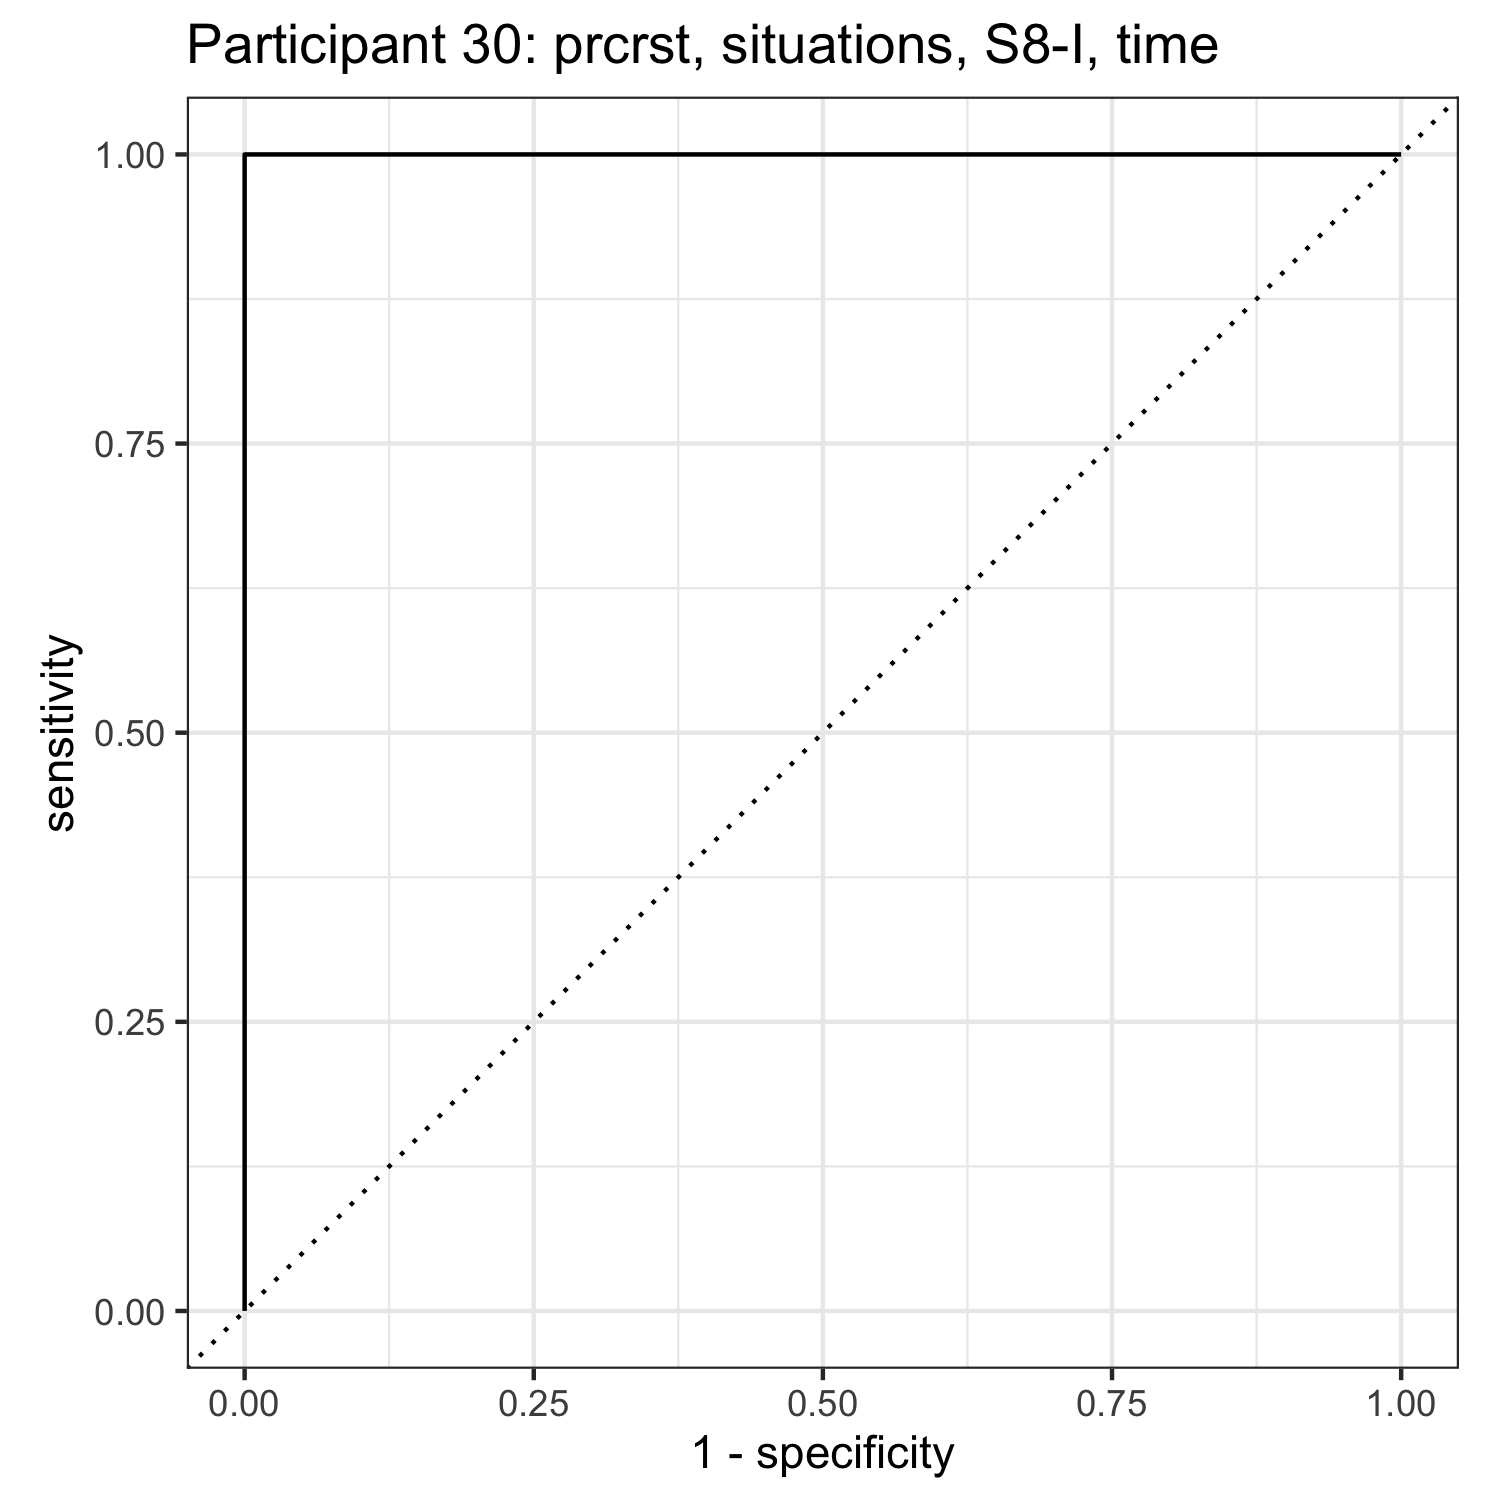 Participant 30: prcrst, situations, S8-I, time
sensitivity
1.00
0.75
0.50
0.25
0.00
0.00 0.25 0.50 0.75 1.00
1 - specificity